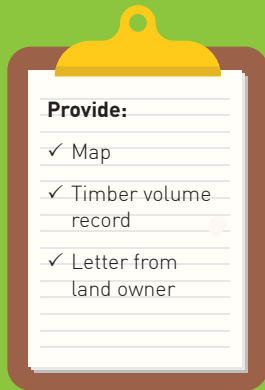 Provide:
✓ Map
✓ Timber volume
record
✓ Letter from
land owner